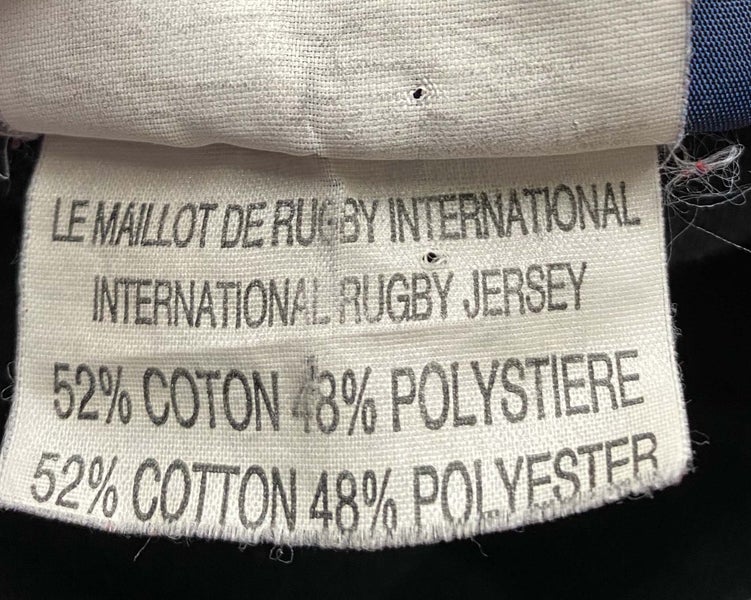 LE MAILLOT DE RUGBY INTERNATIONAL
INTERNATIONAL RUGBY JERSEY
52% COTON 48% POLYSTIERE
52% COTTON 48% POLYESTER